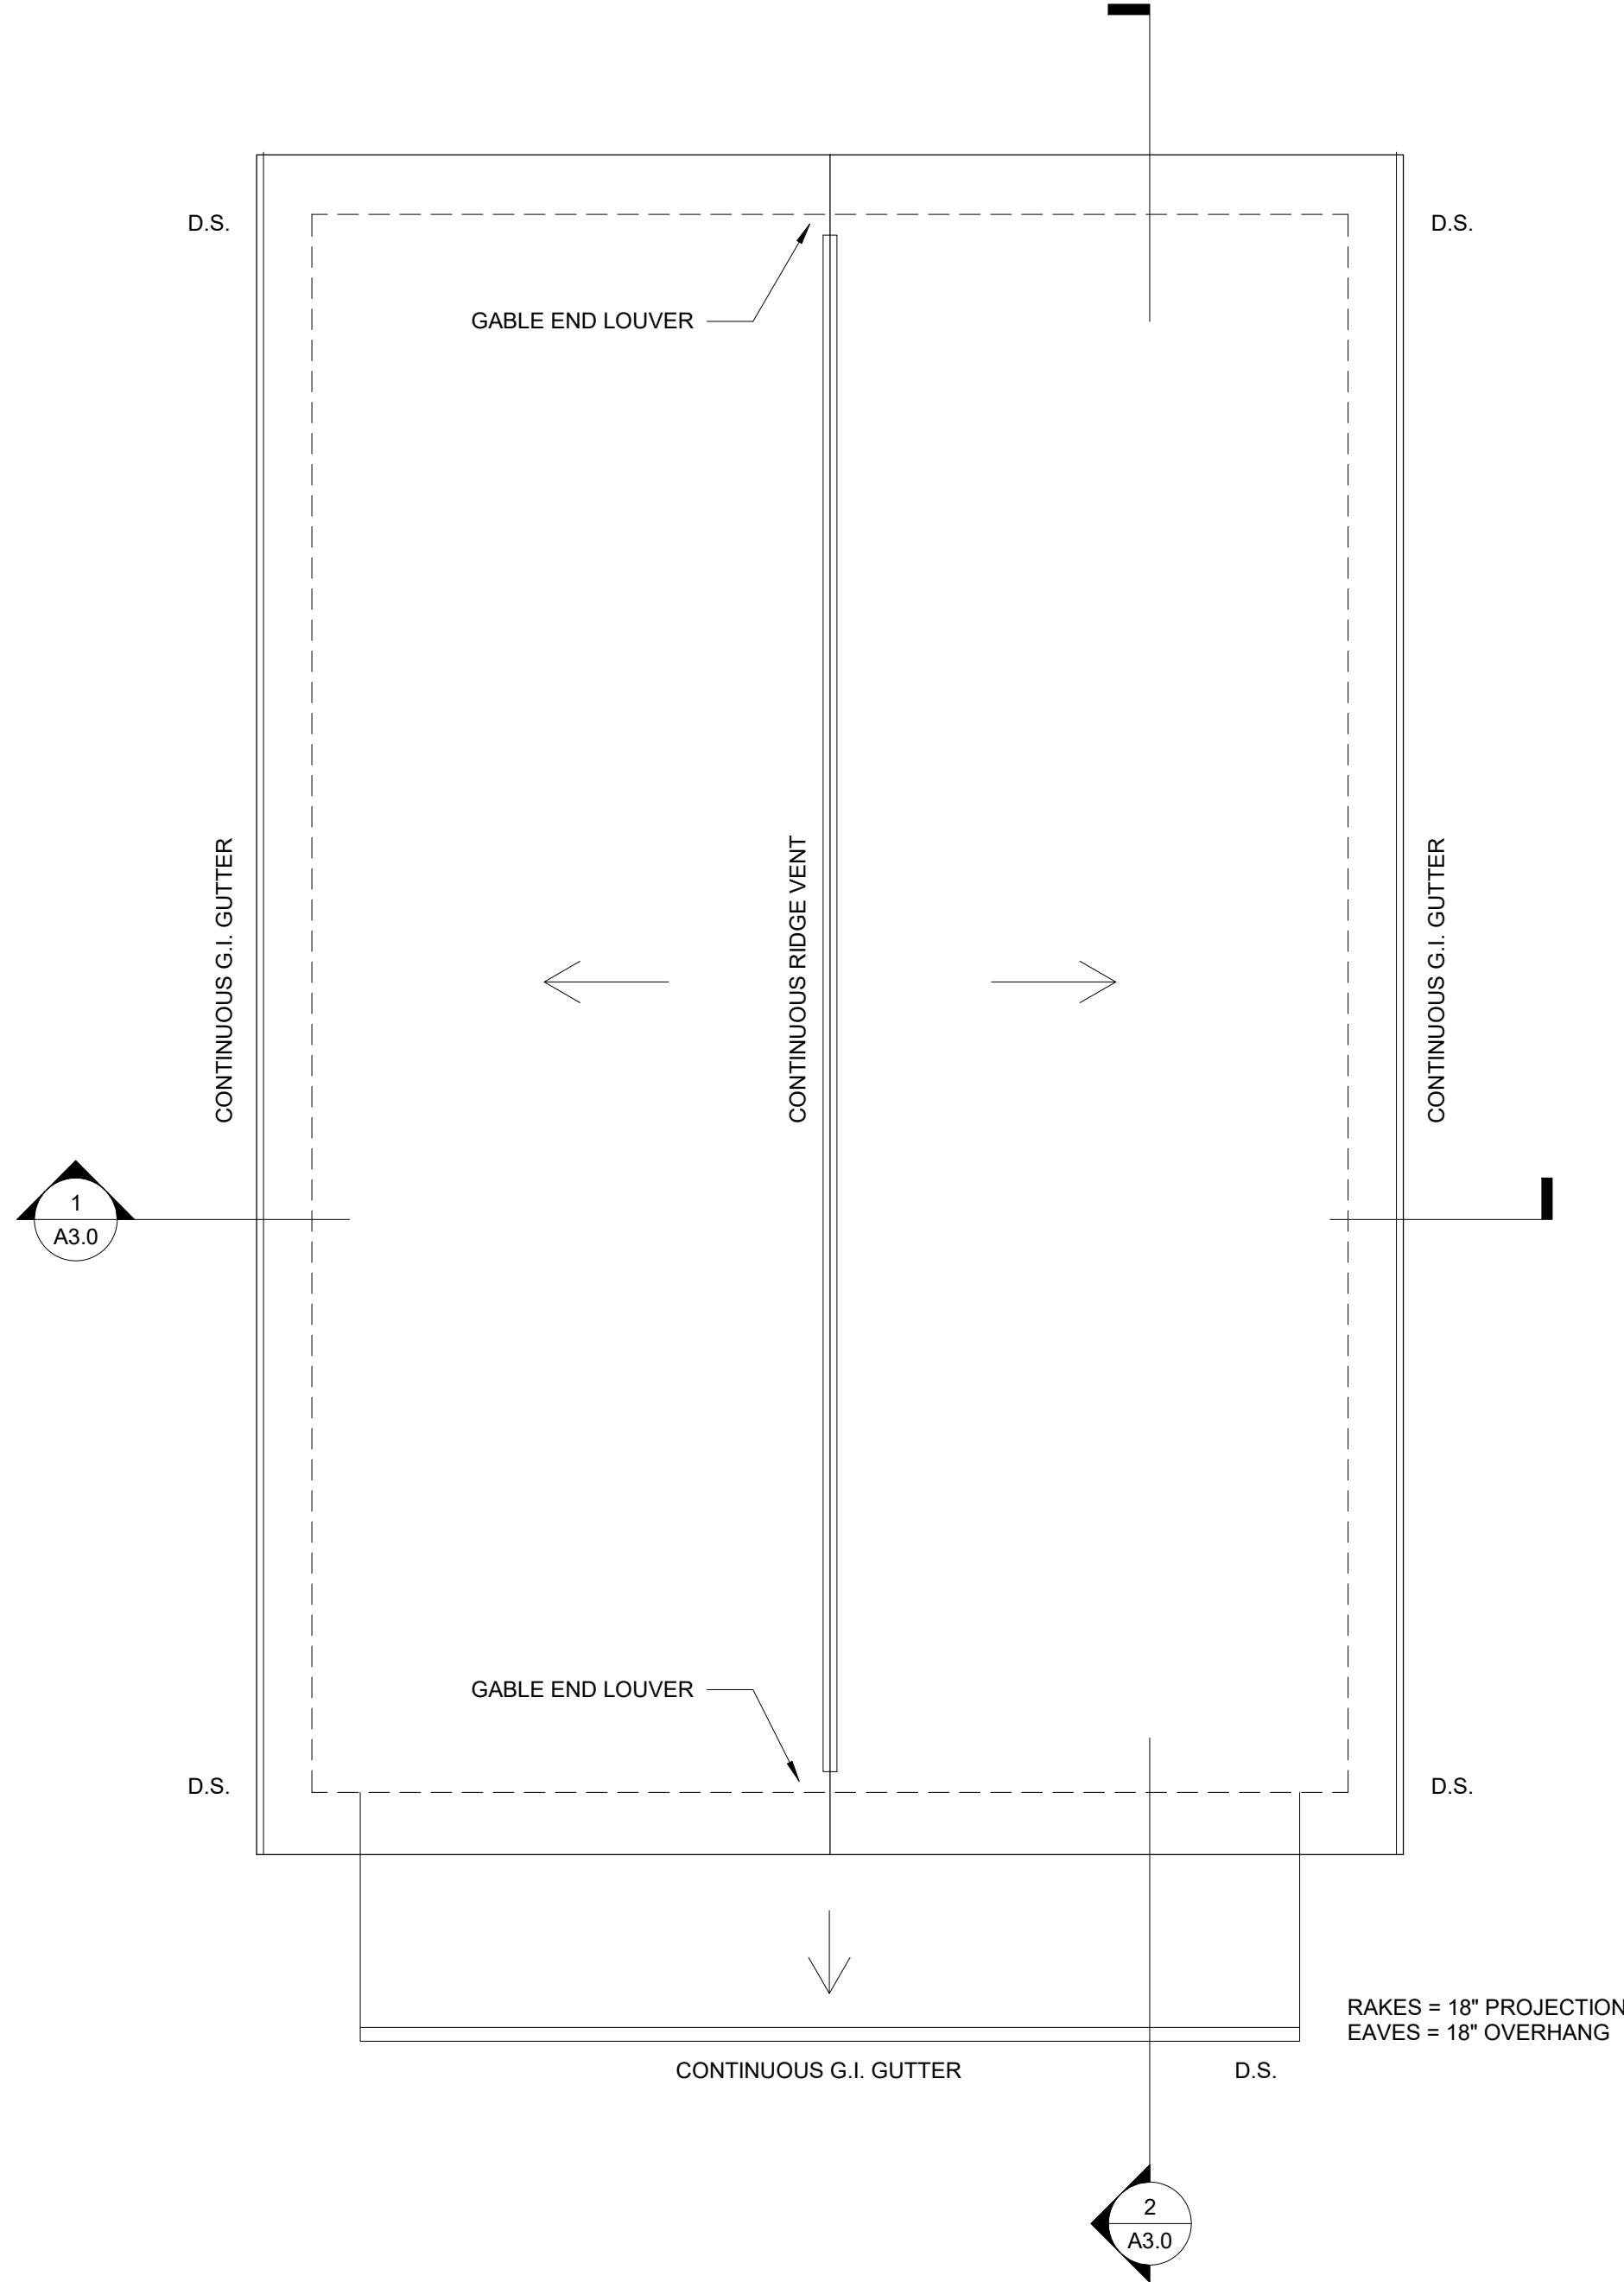 D.S.
D.S.
GABLE END LOUVER
CONTINUOUS G.I. GUTTER
CONTINUOUS RIDGE VENT
CONTINUOUS G.I. GUTTER
1
A3.0
GABLE END LOUVER
D.S.
D.S.
RAKES = 18" PROJECTION
EAVES = 18" OVERHANG
CONTINUOUS G.I. GUTTER
D.S.
2
A3.0